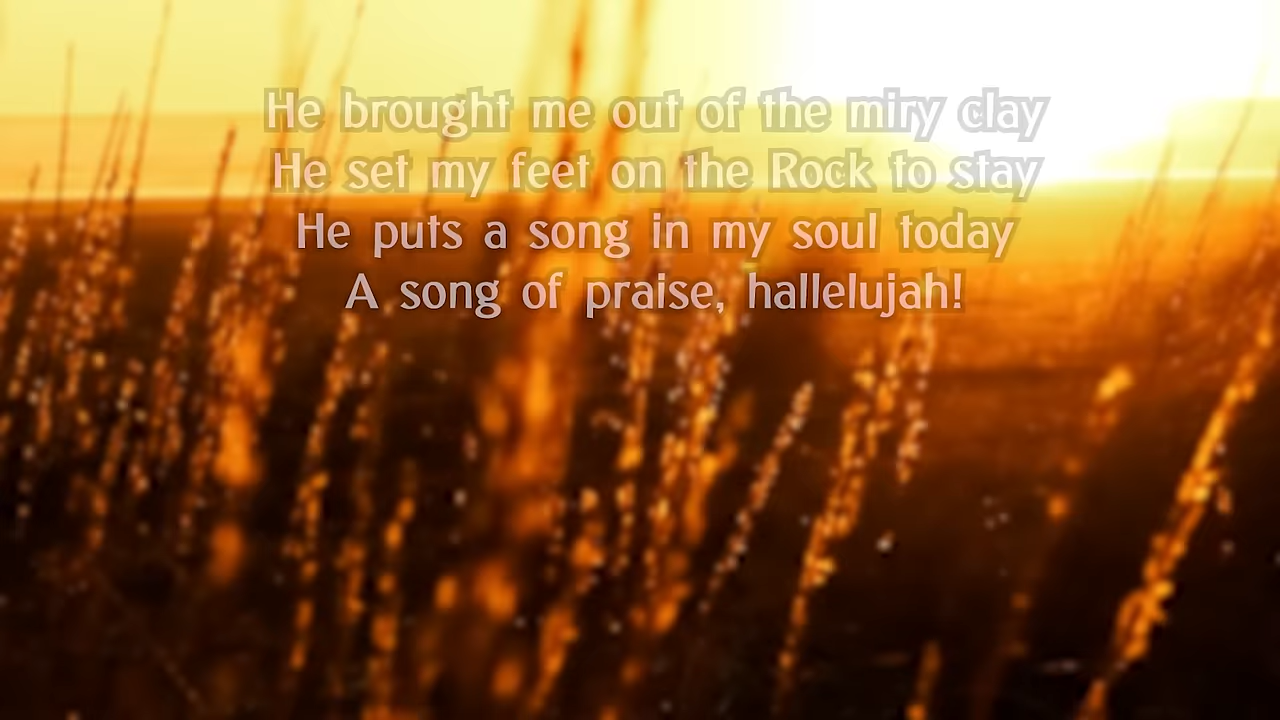 He brought me out of the miry clay
He set my feet on the Rock to stay
He puts a song in my soul today
A song of praise, hallelujah!